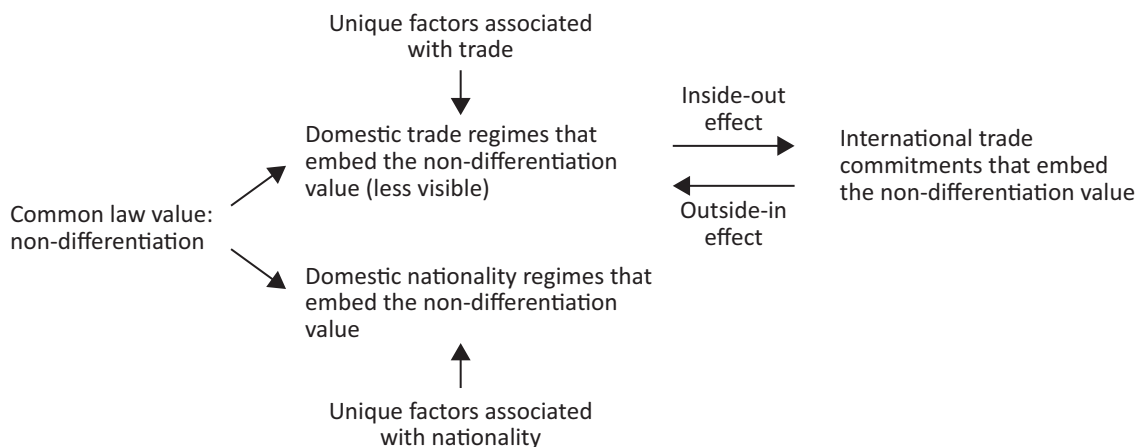 Unique factors associated
with trade
Domestic trade regimes that
embed the non-differentiation
value (less visible)
Inside-out
effect
International trade
commitments that embed
the non-differentiation value
Outside-in
effect
Common law value:
non-differentiation
Domestic nationality regimes that
embed the non-differentiation
value
Unique factors associated
with nationality